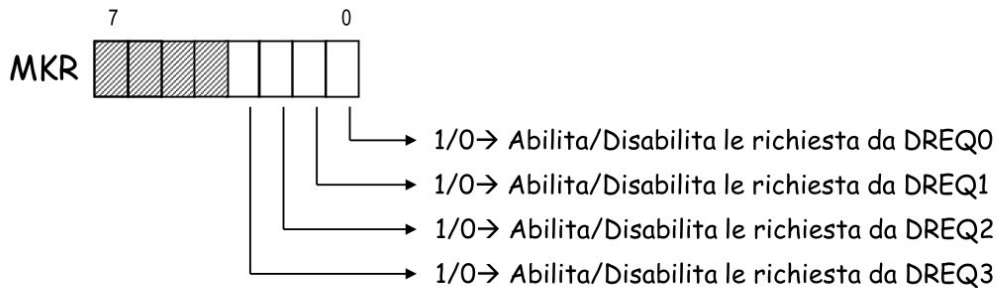 7 0
MKR
1/0→ Abilita/Disabilita le richiesta da DREQ0
1/0→ Abilita/Disabilita le richiesta da DREQ1
1/0→ Abilita/Disabilita le richiesta da DREQ2
1/0→ Abilita/Disabilita le richiesta da DREQ3